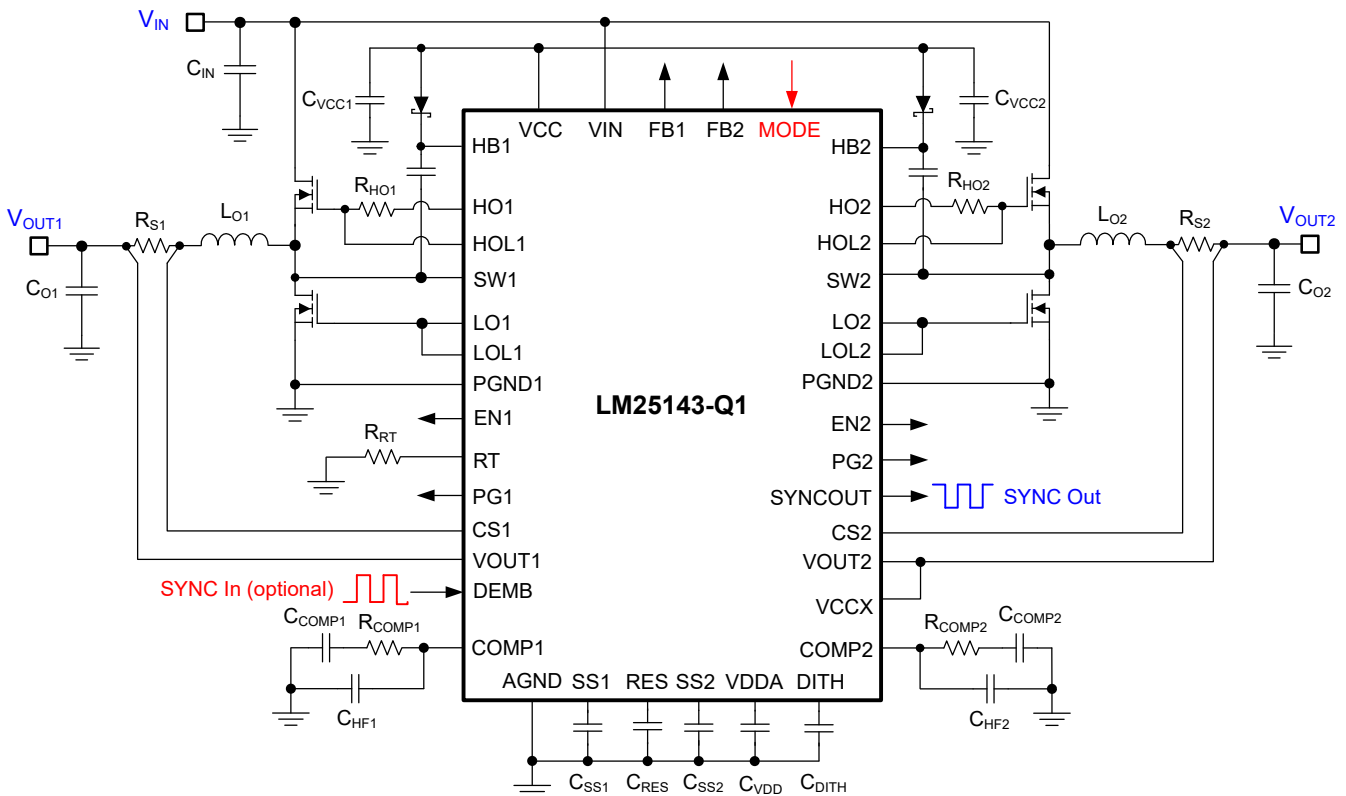 VIN
CIN
CVCC1
CVCC2
VCC
VIN
FB1
FB2
MODE
HB1
HB2
RHO1
RHO2
HO1
HO2
VOUT1
RS1
LO1
LO2
RS2
VOUT2
HOL1
HOL2
SW1
SW2
CO1
CO2
LO1
LO2
LOL1
LOL2
PGND1
PGND2
LM25143-Q1
EN1
EN2
RRT
RT
PG2
PG1
SYNCOUT
SYNC Out
CS1
CS2
VOUT1
VOUT2
SYNC In (optional)
DEMB
VCCX
CCOMP1
RCOMP1
RCOMP2
CCOMP2
COMP1
COMP2
AGND
SS1
RES
SS2
VDDA
DITH
CHF1
CHF2
CSS1
CRES
CSS2
CVDD
CDITH